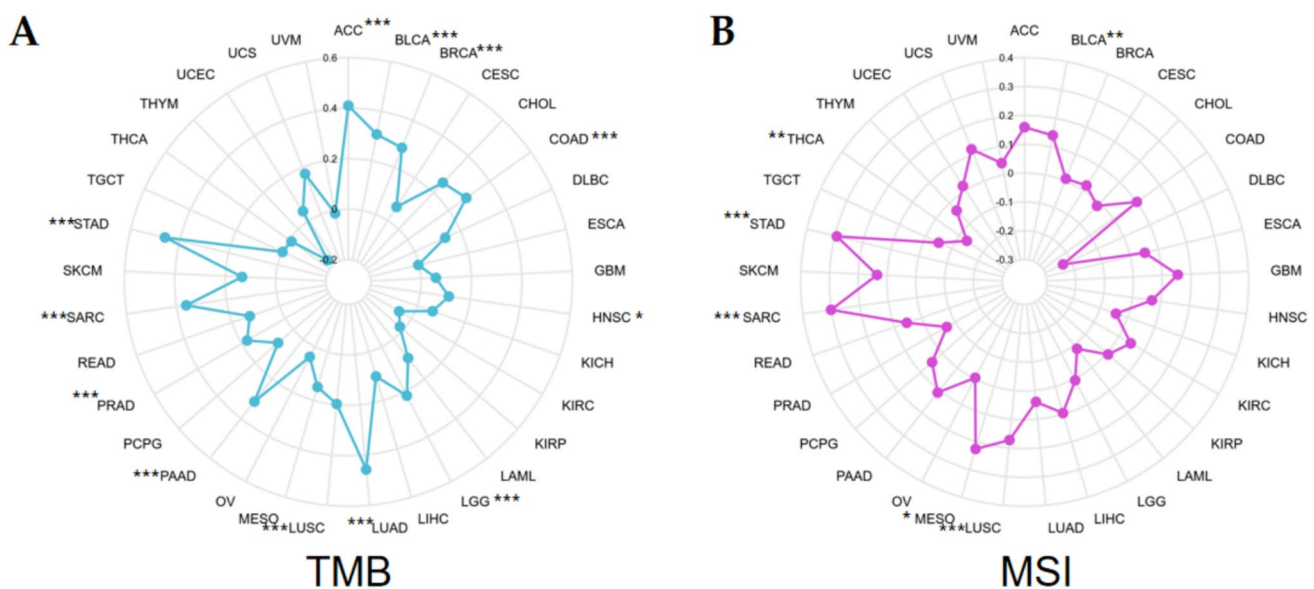 A
ACC***
BLCA***
BRCA***
CESC
CHOL
COAD ***
DLBC
ESCA
GBM
HNSC *
KICH
KIRC
KIRP
LAML
LGG ***
LIHC
***LUAD
***LUSC
MESO
OV
***PAAD
PCPG
***PRAD
READ
***SARC
SKCM
***STAD
TGCT
THCA
THYM
UCEC
UCS
UVM
0.6
0.4
0.2
0
-0.2
TMB
B
ACC
BLCA**
BRCA
CESC
CHOL
COAD
DLBC
ESCA
GBM
HNSC
KICH
KIRC
KIRP
LAML
LGG
LIHC
LUAD
***LUSC
*MESO
OV
PAAD
PCPG
PRAD
READ
***SARC
SKCM
***STAD
TGCT
**THCA
THYM
UCEC
UCS
UVM
0.4
0.3
0.2
0.1
0
-0.1
-0.2
-0.3
MSI